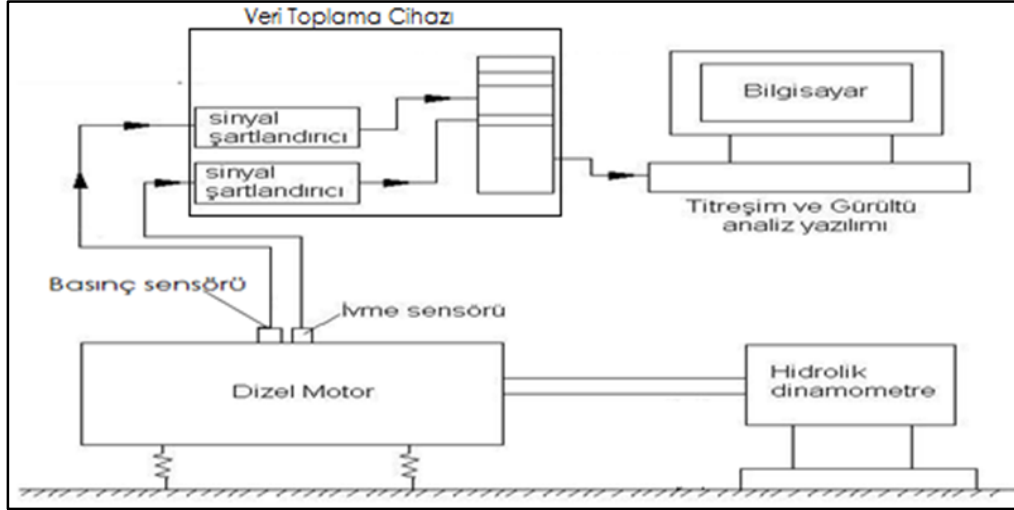 Veri Toplama Cihazı
sinyal
şartlandırıcı
sinyal
şartlandırıcı
Bilgisayar
Titreşim ve Gürültü
analiz yazılımı
Basınç sensörü
İvme sensörü
Dizel Motor
Hidrolik
dinamometre